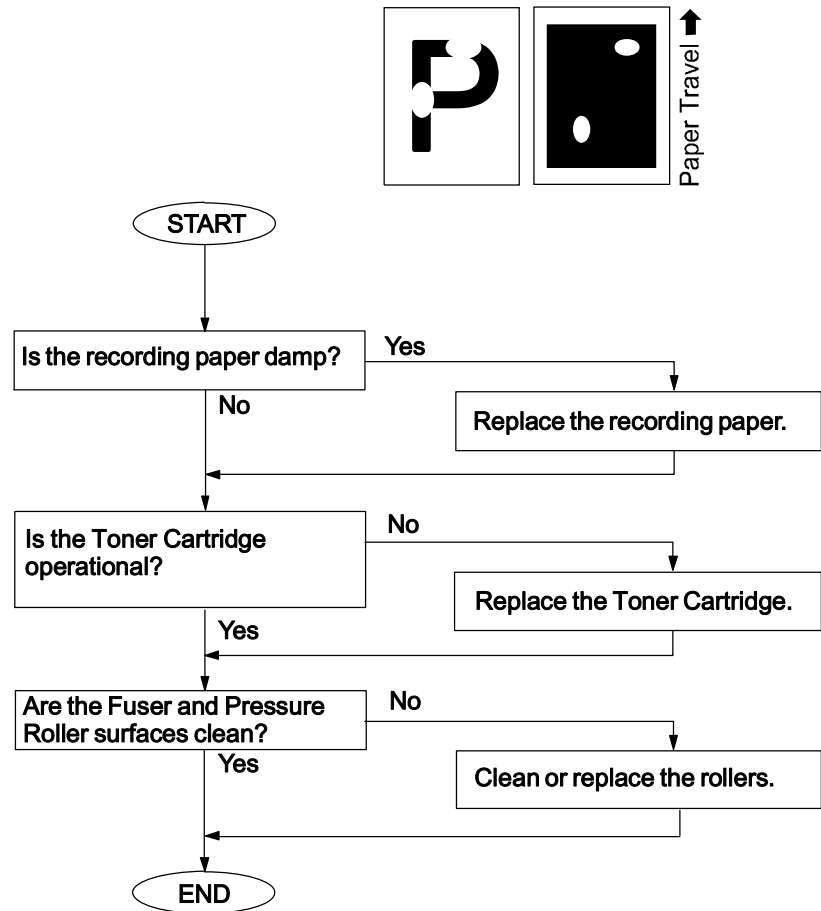 P
Paper Travel
START
Is the recording paper damp?
Yes
No
Replace the recording paper.
Is the Toner Cartridge
operational?
No
Yes
Replace the Toner Cartridge.
Are the Fuser and Pressure
Roller surfaces clean?
No
Yes
Clean or replace the rollers.
END